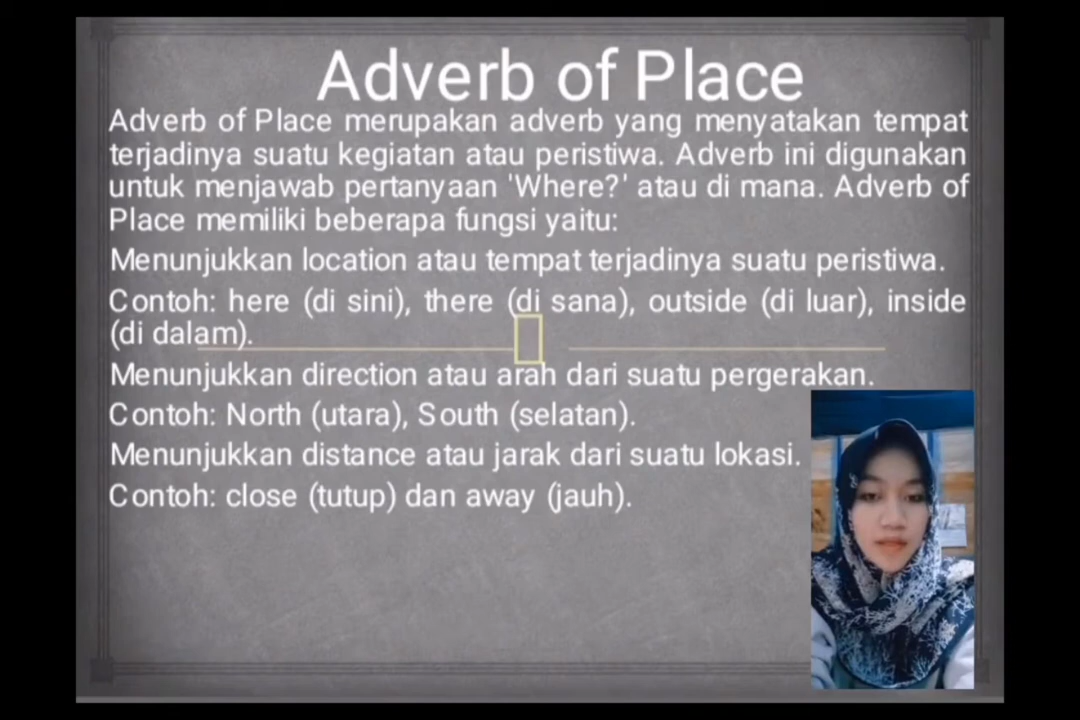 Adverb of Place
Adverb of Place merupakan adverb yang menyatakan tempat
terjadinya suatu kegiatan atau peristiwa. Adverb ini digunakan
untuk menjawab pertanyaan 'Where?' atau di mana. Adverb of
Place memiliki beberapa fungsi yaitu:
Menunjukkan location atau tempat terjadinya suatu peristiwa.
Contoh: here (di sini), there (di sana), outside (di luar), inside
(di dalam).
Menunjukkan direction atau arah dari suatu pergerakan.
Contoh: North (utara), South (selatan).
Menunjukkan distance atau jarak dari suatu lokasi.
Contoh: close (tutup) dan away (jauh).